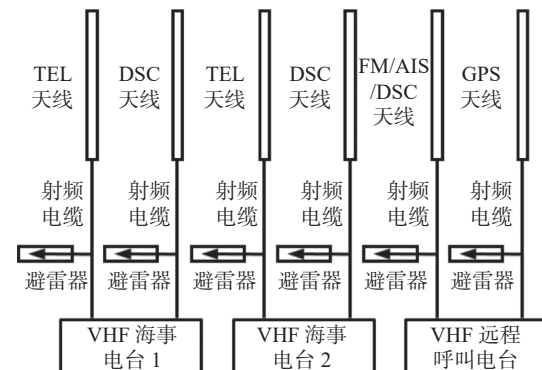 TEL
天线
DSC
天线
TEL
天线
DSC
天线
FM/AIS
/DSC
天线
GPS
天线
射频
电缆
射频
电缆
射频
电缆
射频
电缆
射频
电缆
射频
电缆
避雷器
避雷器
避雷器
避雷器
避雷器
避雷器
VHF 海事
电台 1
VHF 海事
电台 2
VHF 远程
呼叫电台